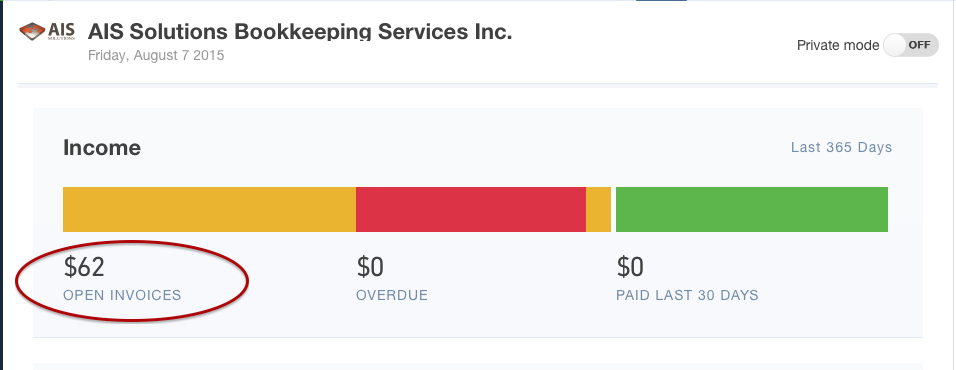 AIS
SOLUTIONS
AIS Solutions Bookkeeping Services Inc.
Friday, August 7 2015
Private mode OFF
Income
Last 365 Days
$62
OPEN INVOICES
$0
OVERDUE
$0
PAID LAST 30 DAYS